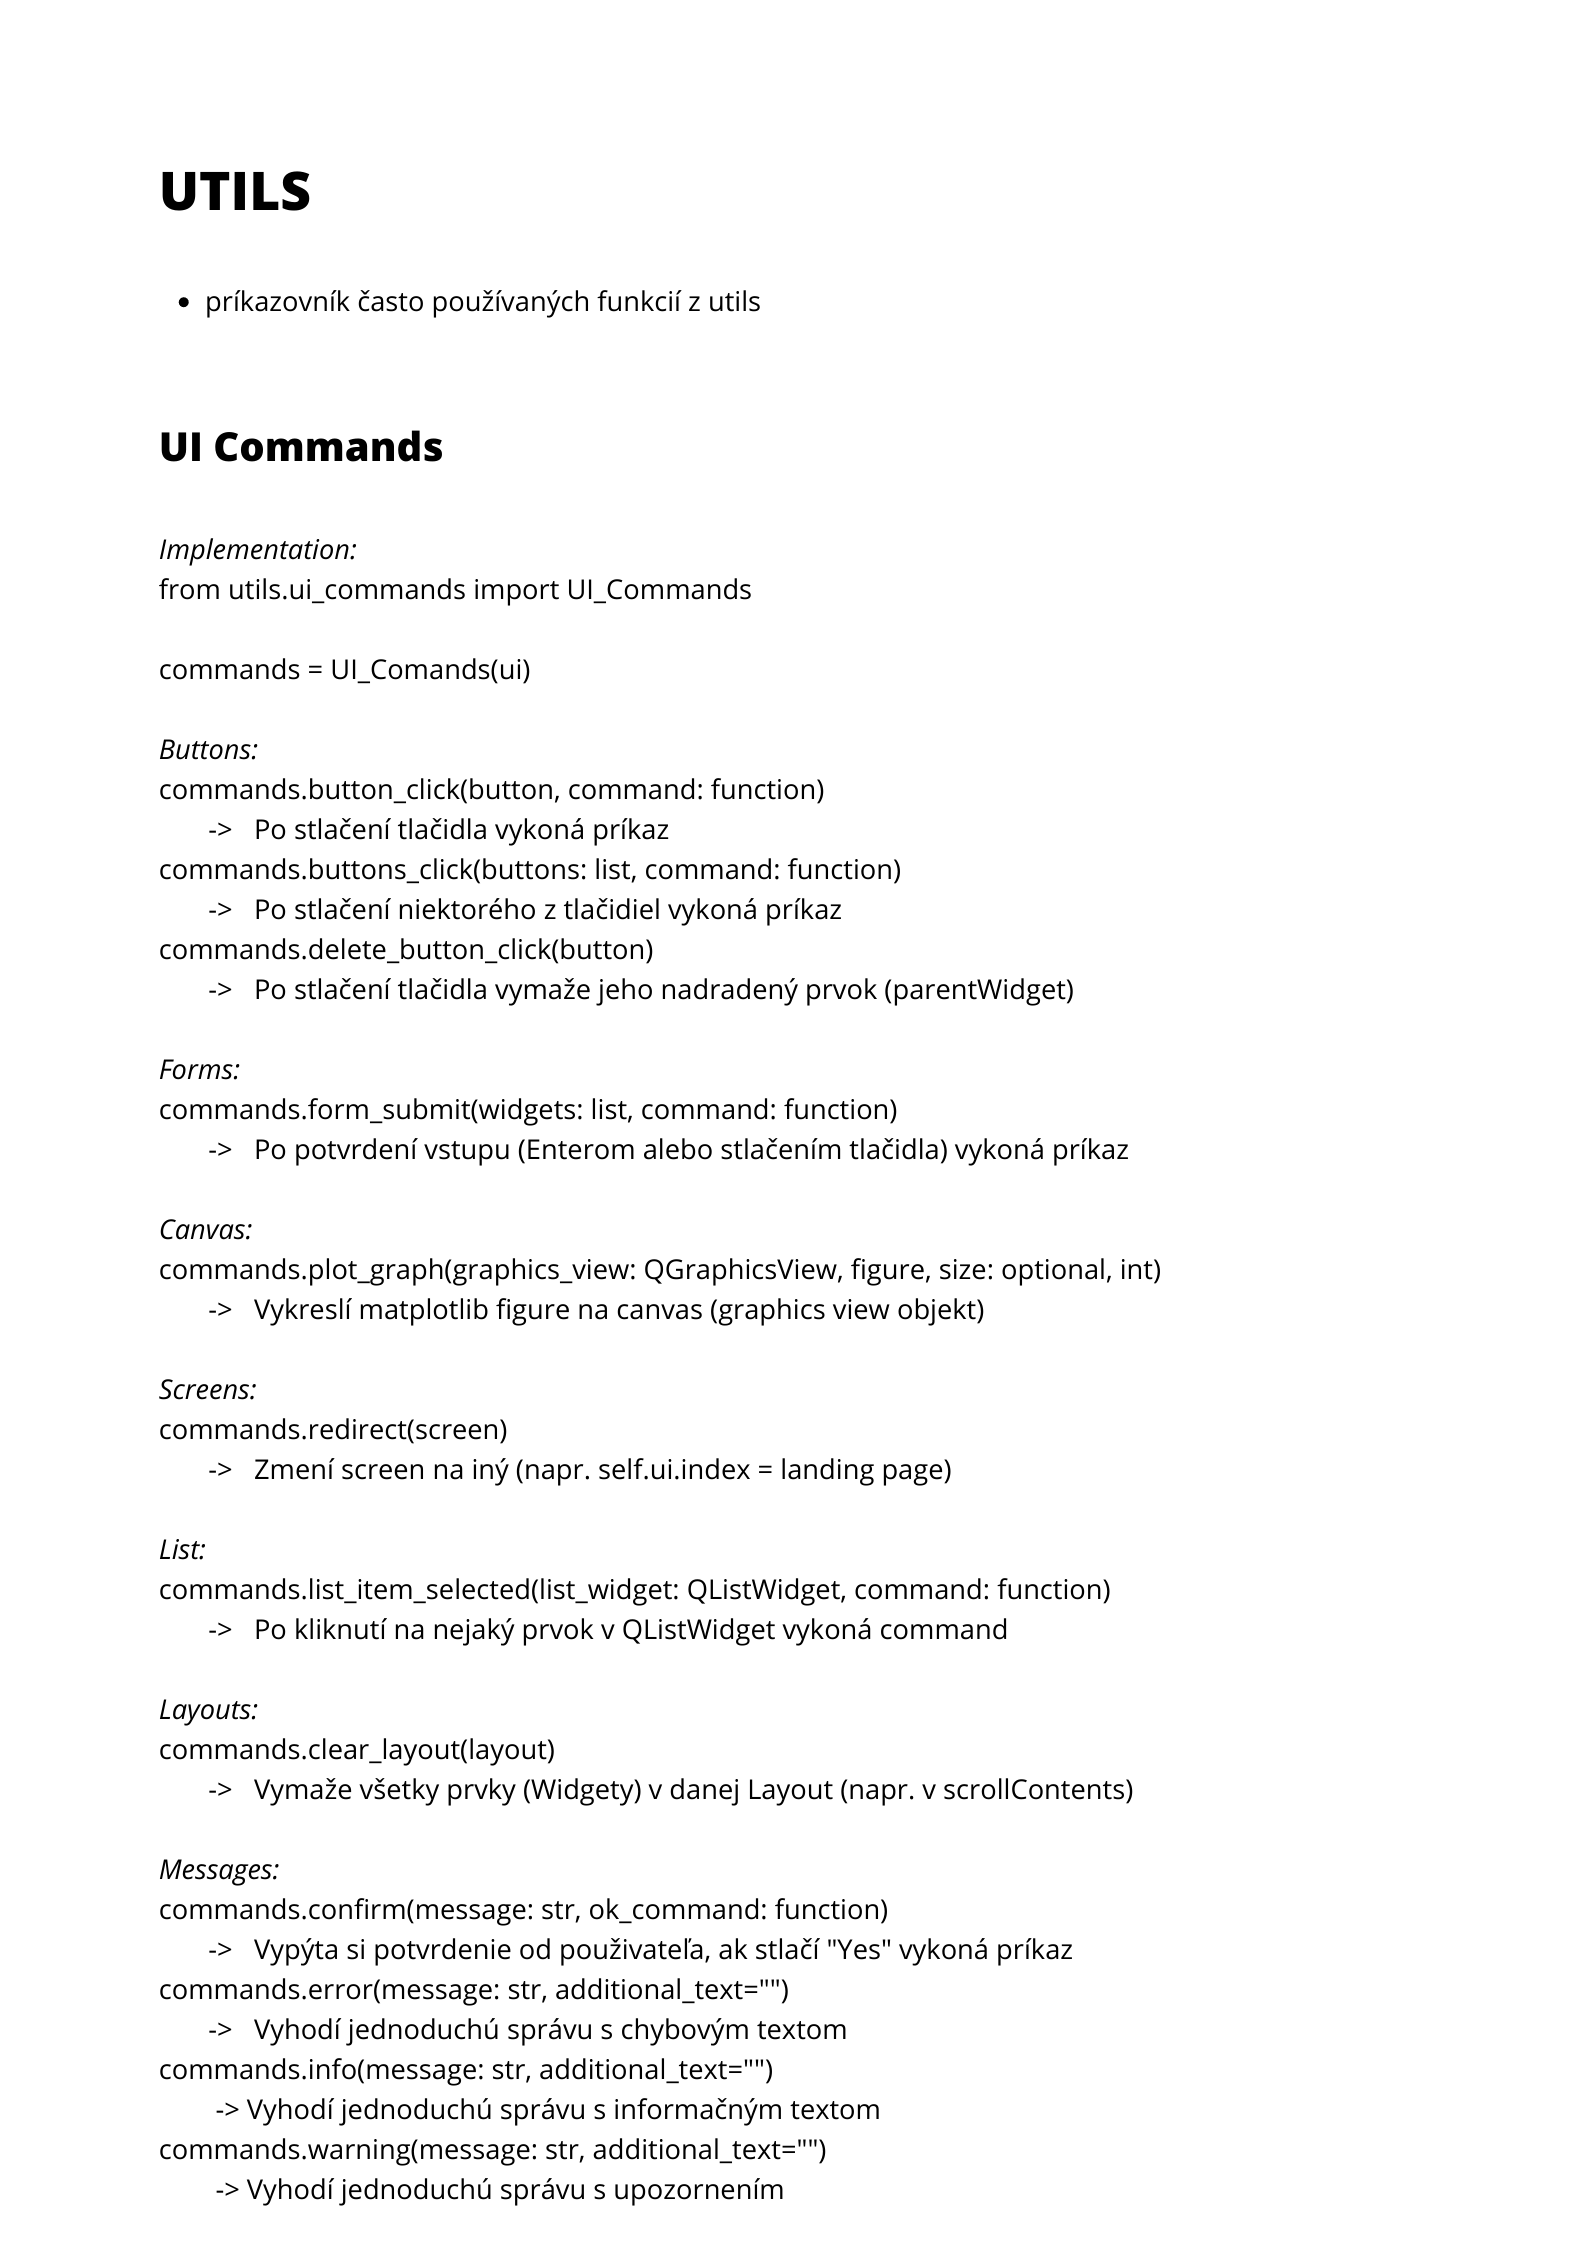 UTILS
• príkazovník často používaných funkcií z utils
UI Commands
Implementation:
from utils.ui_commands import UI_Commands
commands = UI_Comands(ui)
Buttons:
commands.button_click(button, command: function)
-> Po stlačení tlačidla vykoná príkaz
commands.buttons_click(buttons: list, command: function)
-> Po stlačení niektorého z tlačidiel vykoná príkaz
commands.delete_button_click(button)
-> Po stlačení tlačidla vymaže jeho nadradený prvok (parentWidget)
Forms:
commands.form_submit(widgets: list, command: function)
-> Po potvrdení vstupu (Enterom alebo stlačením tlačidla) vykoná príkaz
Canvas:
commands.plot_graph(graphics_view: QGraphicsView, figure, size: optional, int)
-> Vykreslí matplotlib figure na canvas (graphics view objekt)
Screens:
commands.redirect(screen)
-> Zmení screen na iný (napr. self.ui.index = landing page)
List:
commands.list_item_selected(list_widget: QListWidget, command: function)
-> Po kliknutí na nejaký prvok v QListWidget vykoná command
Layouts:
commands.clear_layout(layout)
-> Vymaže všetky prvky (Widgety) v danej Layout (napr. v scrollContents)
Messages:
commands.confirm(message: str, ok_command: function)
-> Vypýta si potvrdenie od použivateľa, ak stlačí "Yes" vykoná príkaz
commands.error(message: str, additional_text="")
-> Vyhodí jednoduchú správu s chybovým textom
commands.info(message: str, additional_text="")
-> Vyhodí jednoduchú správu s informačným textom
commands.warning(message: str, additional_text="")
-> Vyhodí jednoduchú správu s upozornením